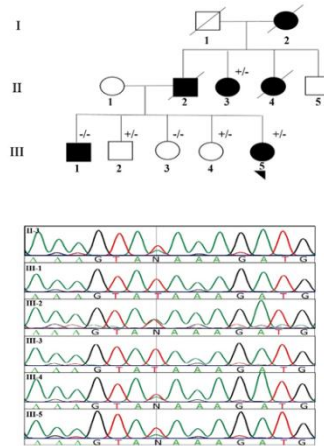 I
1
2
+/-
II
1
2
3
4
5
-/-
+/-
-/-
+/-
+/-
III
1
2
3
4
5
II-3
A A A G T A N A A A G A T G
III-1
A A A G T A T A A A G A T G
III-2
A A A G T A N A A A G A T G
III-3
A A A G T A T A A A G A T G
III-4
A A A G T A N A A A G A T G
III-5
A A A G T A N A A A G A T G